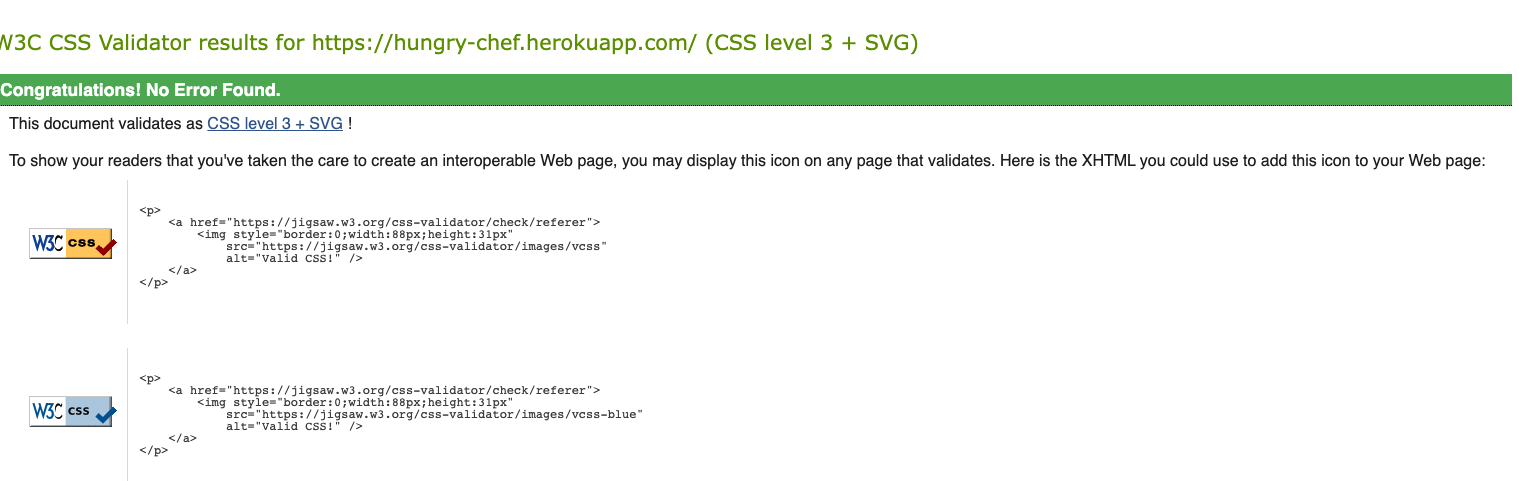 W3C CSS Validator results for https://hungry-chef.herokuapp.com/ (CSS level 3 + SVG)
Congratulations! No Error Found.
This document validates as CSS level 3 + SVG !
To show your readers that you've taken the care to create an interoperable Web page, you may display this icon on any page that validates. Here is the XHTML you could use to add this icon to your Web page:
W3C css
<p>
    <a href="https://jigsaw.w3.org/css-validator/check/referer">
        <img style="border:0;width:88px;height:31px"
            src="https://jigsaw.w3.org/css-validator/images/vcss"
            alt="Valid CSS!" />
    </a>
</p>
W3C css
<p>
    <a href="https://jigsaw.w3.org/css-validator/check/referer">
        <img style="border:0;width:88px;height:31px"
            src="https://jigsaw.w3.org/css-validator/images/vcss-blue"
            alt="Valid CSS!" />
    </a>
</p>